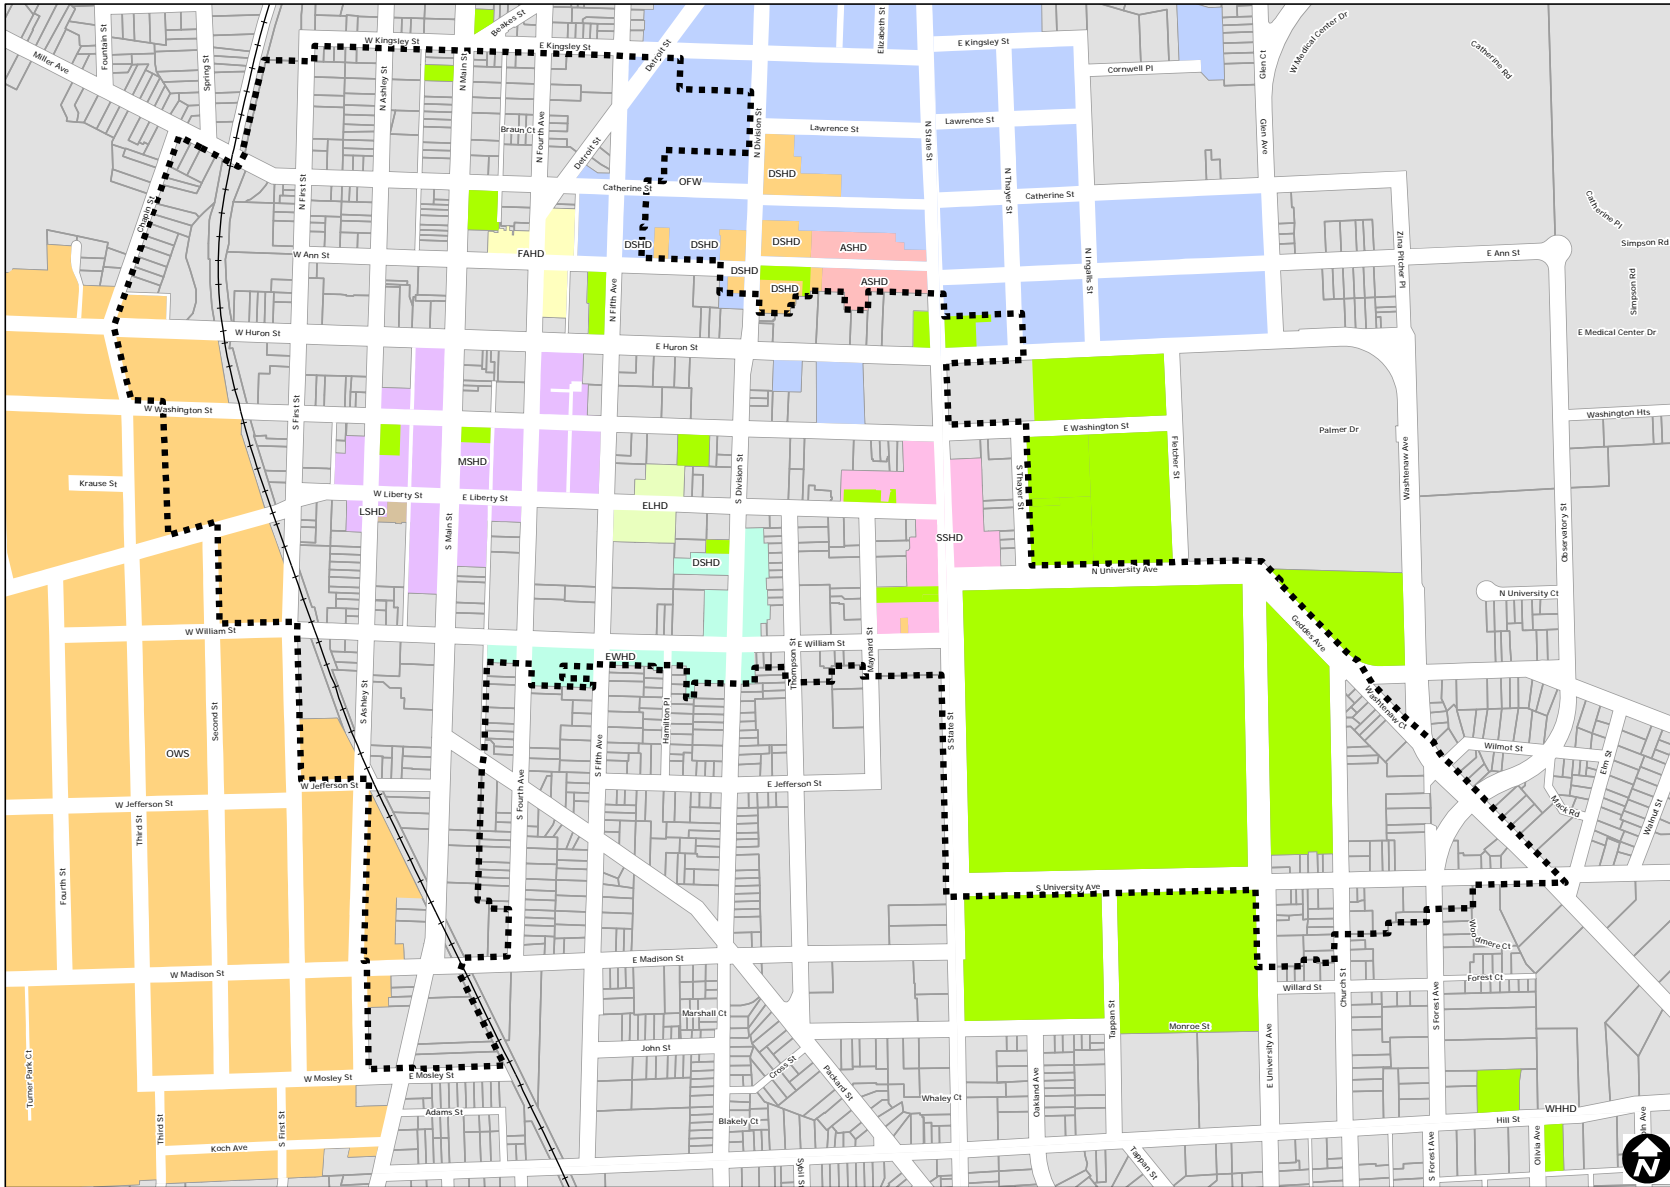 Fountain St
Spring St
Miller Ave
W Kingsley St
N Ashley St
N Main St
Beakes St
E Kingsley St
Detroit St
Elizabeth St
E Kingsley St
Cornwell Pl
Glen Ct
W Medical Center Dr
Catherine Rd
Braun Ct
N Fourth Ave
Detroit St
N Division St
Lawrence St
N State St
Lawrence St
Glen Ave
Chapin St
N First St
Catherine St
OFW
DSHD
N Thayer St
Catherine St
Catherine Pl
Simpson Rd
W Ann St
FAHD
DSHD
DSHD
DSHD
ASHD
N Ingalls St
Zina Pitcher Pl
E Ann St
DSHD
DSHD
ASHD
Simpson Rd
N Fifth Ave
W Huron St
E Huron St
E Medical Center Dr
W Washington St
S First St
E Washington St
Palmer Dr
Washington Hts
Krause St
MSHD
W Liberty St
E Liberty St
LSHD
ELHD
S Division St
S Thayer St
Fletcher St
Washtenaw Ave
Observatory St
S Main St
DSHD
SSHD
N University Ave
N University Ct
W William St
EWHD
E William St
Thompson St
Maynard St
Geddes Ave
S Ashley St
Second St
OWS
Hamilton Pl
S Fifth Ave
S State St
Washtenaw Ct
Wilmot St
Elm St
W Jefferson St
E Jefferson St
S Fourth Ave
W Jefferson St
Third St
Mack Rd
Walnut St
Fourth St
S University Ave
Woodmere Ct
W Madison St
E Madison St
Willard St
Church St
Forest Ct
S Forest Ave
Marshall Ct
John St
Tappan St
Monroe St
E University Ave
Turner Park Ct
W Mosley St
E Mosley St
Cross St
Packard St
Oakland Ave
Whaley Ct
Adams St
Blakely Ct
WHHD
Hill St
Third St
S First St
Koch Ave
Sybil St
Tappan St
S Forest Ave
Olivia Ave
oln Ave
N